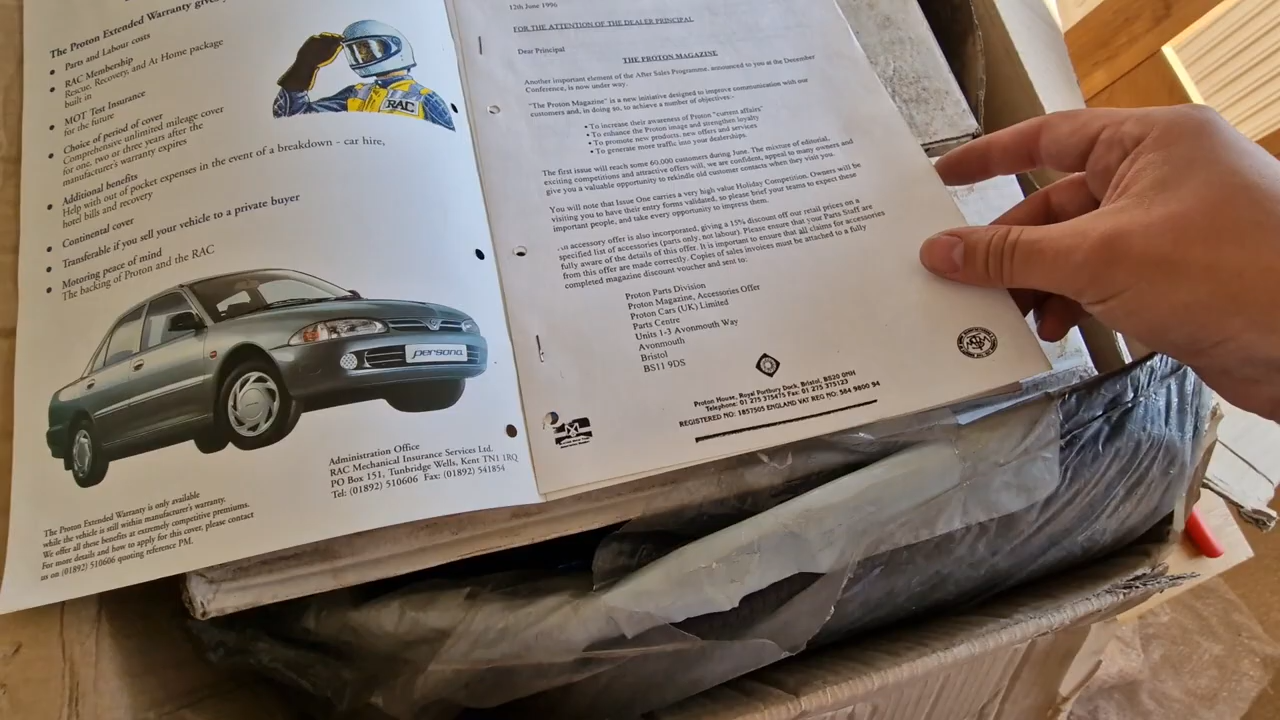 The Proton Extended Warranty gives
• Parts and Labour costs
• RAC Membership
Rescue, Recovery, and At Home package
built in
• MOT Test Insurance
for the future
• Choice of period of cover
Comprehensive unlimited mileage cover
for one, two or three years after the
manufacturer's warranty expires
• Additional benefits
Help with out of pocket expenses in the event of a breakdown - car hire,
hotel bills and recovery
• Continental cover
• Transferable if you sell your vehicle to a private buyer
• Motoring peace of mind
The backing of Proton and the RAC
RAC
persona
Administration Office
RAC Mechanical Insurance Services Ltd.
PO Box 151, Tunbridge Wells, Kent TN1 1RQ
Tel: (01892) 510606 Fax: (01892) 541854
The Proton Extended Warranty is only available
while the vehicle is still within manufacturer's warranty.
We offer all these benefits at extremely competitive premiums.
For more details and how to apply for this cover, please contact
us on (01892) 510606 quoting reference PM.
12th June 1996
FOR THE ATTENTION OF THE DEALER PRINCIPAL
Dear Principal
THE PROTON MAGAZINE
Another important element of the After Sales Programme, announced to you at the December
Conference, is now under way.
"The Proton Magazine" is a new initiative designed to improve communication with one
customers and, in doing so, to achieve a number of objectives:-
• To increase their awareness of Proton "current affairs"
• To enhance the Proton image and strengthen loyalty
• To promote new products, new offers and services
• To generate more traffic into your dealerships.
The first issue will reach some 60,000 customers during June. The mixture of editorial,
exciting competitions and attractive offers will, we are confident, appeal to many owners and
give you a valuable opportunity to rekindle old customer contacts when they visit you.
You will note that Issue One carries a very high value Holiday Competition. Owners will be
visiting you to have their entry forms validated, so please brief your teams to expect these
important people, and take every opportunity to impress them.
An accessory offer is also incorporated, giving a 15% discount off our retail prices on a
specified list of accessories (parts only, not labour) Please ensure that your Parts Staff are
fully aware of the details of this offer. It is important to ensure that all claims for accessories
from this offer are made correctly. Copies of sales invoices must be attached to a fully
completed magazine discount voucher and sent to:
Proton Parts Division
Proton Magazine, Accessories Offer
Proton Cars (UK) Limited
Parts Centre
Units 1-3 Avonmouth Way
Avonmouth
Bristol
BS11 9DS
Proton House, Royal Portbury Dock, Bristol, BS20 0NH
Telephone: 01 275 375475 Fax: 01 275 375123
REGISTERED NO: 1857505 ENGLAND VAT REG NO: 584 9800 94